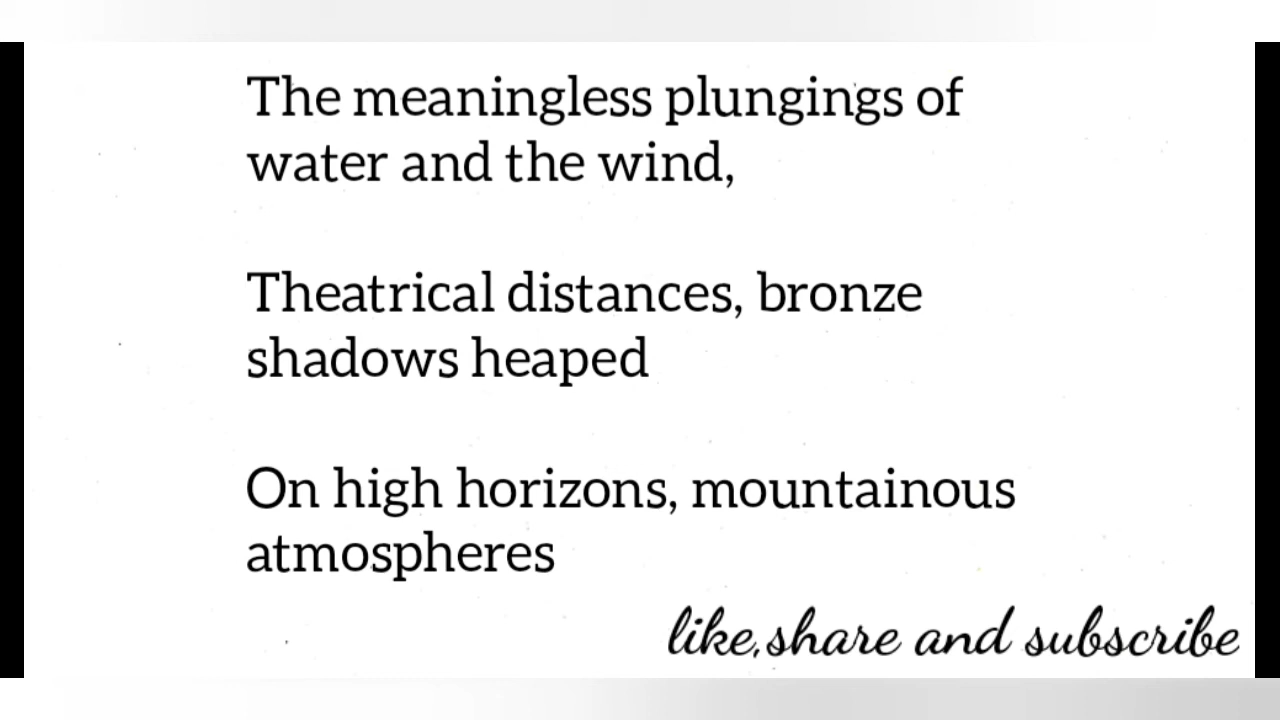 The meaningless plungings of
water and the wind,
Theatrical distances, bronze
shadows heaped
On high horizons, mountainous
atmospheres
like,share and subscribe